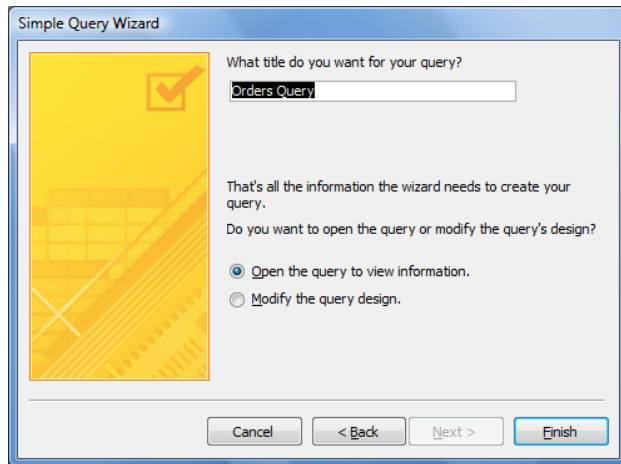 Simple Query Wizard
What title do you want for your query?
Orders Query
That's all the information the wizard needs to create your
query.
Do you want to open the query or modify the query's design?
Open the query to view information.
Modify the query design.
Cancel
< Back
Next >
Finish